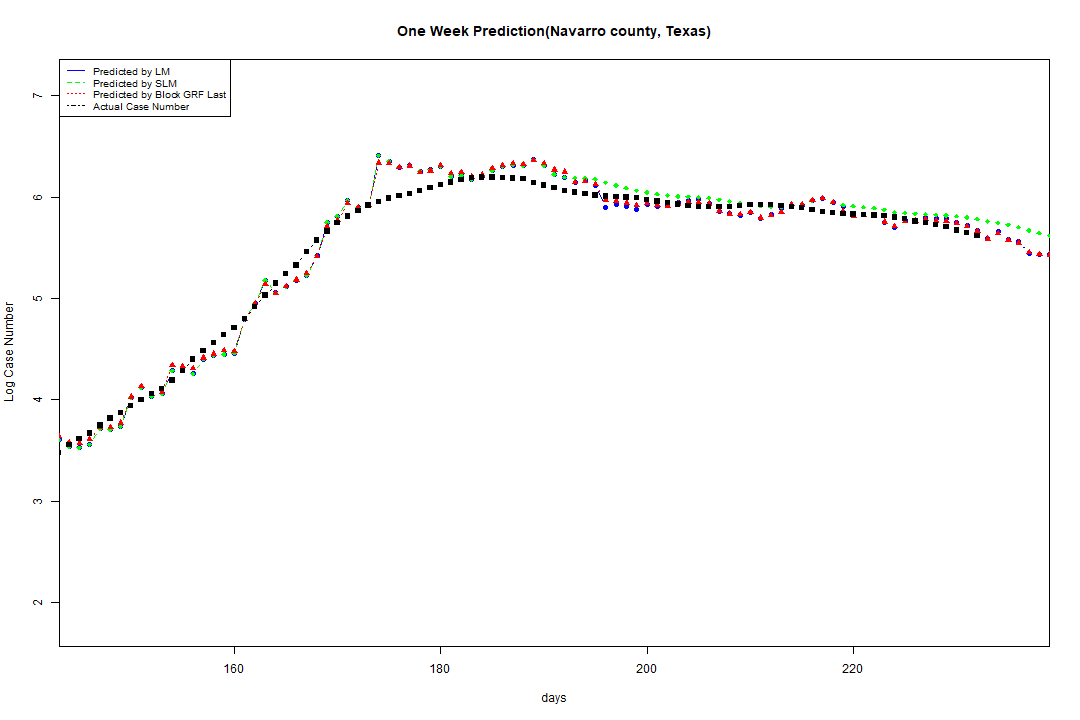 One Week Prediction(Navarro county, Texas)
Predicted by LM
Predicted by SLM
Predicted by Block GRF Last
Actual Case Number
7
6
5
4
3
2
Log Case Number
160 180 200 220
days